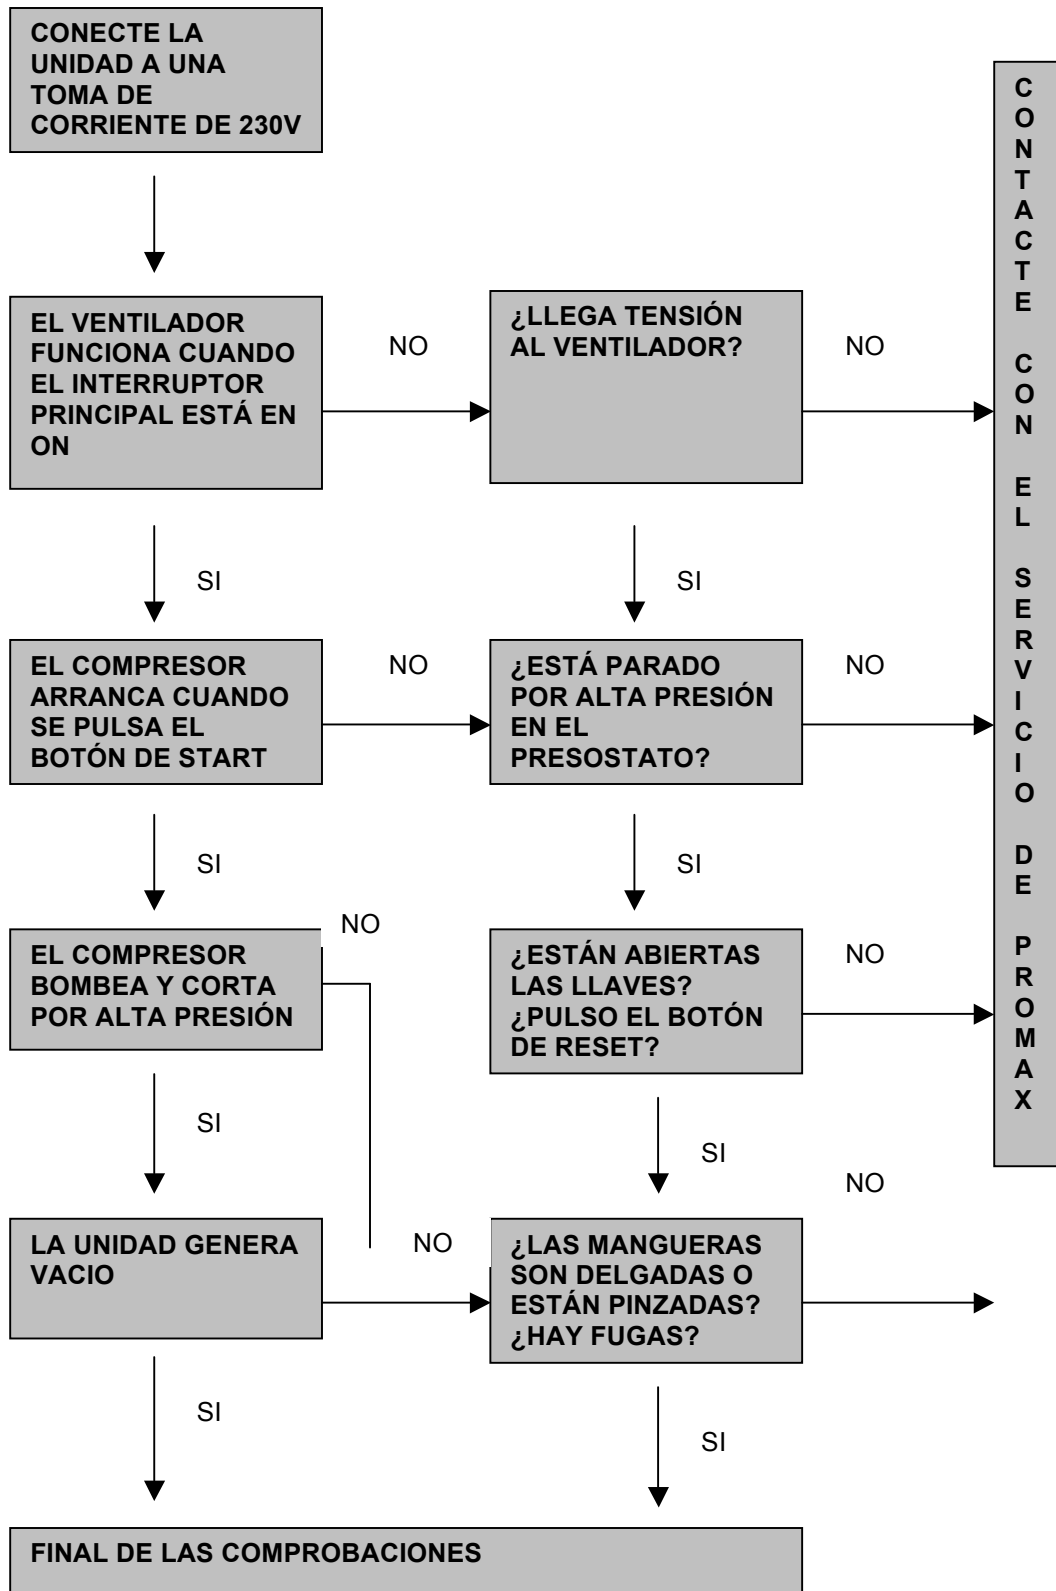 CONECTE LA
UNIDAD A UNA
TOMA DE
CORRIENTE DE 230V
EL VENTILADOR
FUNCIONA CUANDO
EL INTERRUPTOR
PRINCIPAL ESTÁ EN
ON
NO
¿LLEGA TENSIÓN
AL VENTILADOR?
NO
SI
SI
EL COMPRESOR
ARRANCA CUANDO
SE PULSA EL
BOTÓN DE START
NO
¿ESTÁ PARADO
POR ALTA PRESIÓN
EN EL
PRESOSTATO?
NO
SI
SI
EL COMPRESOR
BOMBEA Y CORTA
POR ALTA PRESIÓN
NO
¿ESTÁN ABIERTAS
LAS LLAVES?
¿PULSO EL BOTÓN
DE RESET?
NO
SI
SI
LA UNIDAD GENERA
VACIO
NO
¿LAS MANGUERAS
SON DELGADAS O
ESTÁN PINZADAS?
¿HAY FUGAS?
NO
SI
SI
FINAL DE LAS COMPROBACIONES
CONTACTE CON EL SERVICIO DE PROMAX